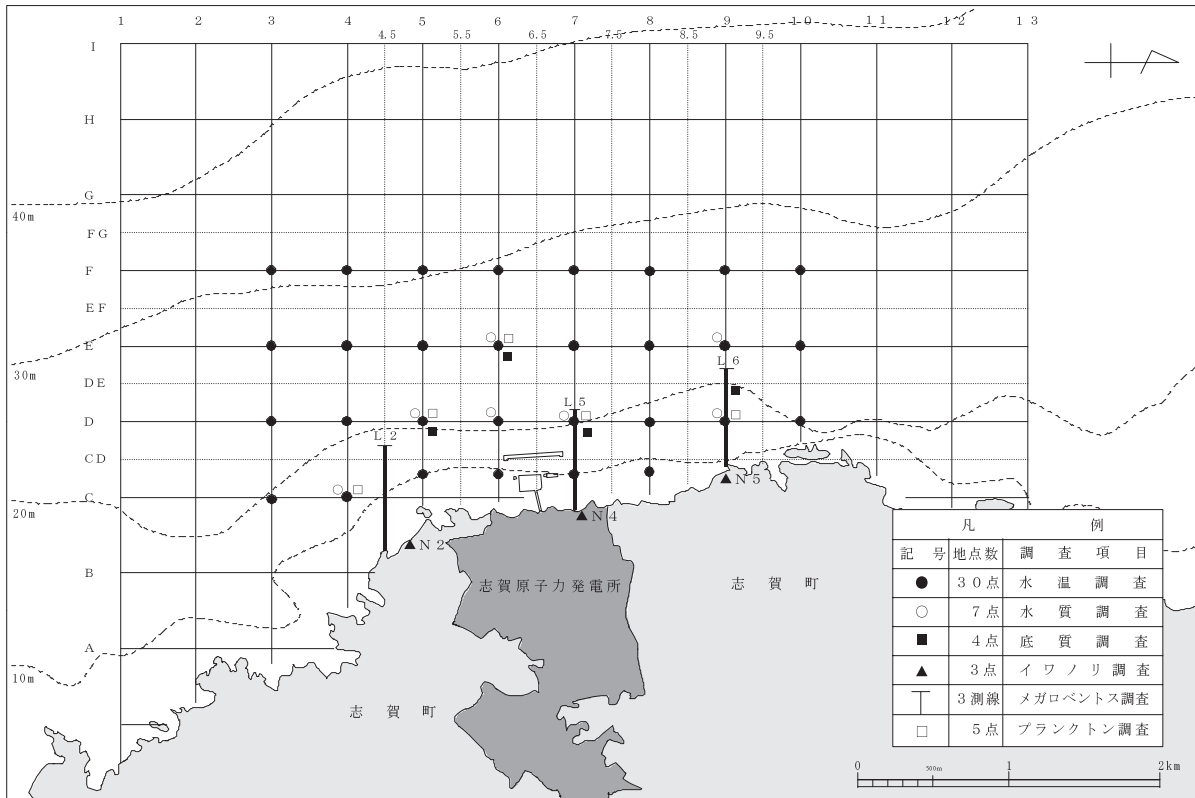 1 2 3 4 5 6 7 8 9 10 11 12 13
4.5 5.5 6.5 7.5 8.5 9.5
I
H
G
40m
FG
F
EF
E
L6
30m
DE
L5
D
L2
CD
N5
C
20m
N4
N2
B
志賀原子力発電所
志賀町
A
10m
志賀町
凡 例
記号 地点数 調査項目
● 30点 水温調査
○ 7点 水質調査
■ 4点 底質調査
▲ 3点 イワノリ調査
3測線 メガロベントス調査
□ 5点 プランクトン調査
0 500m 1 2km